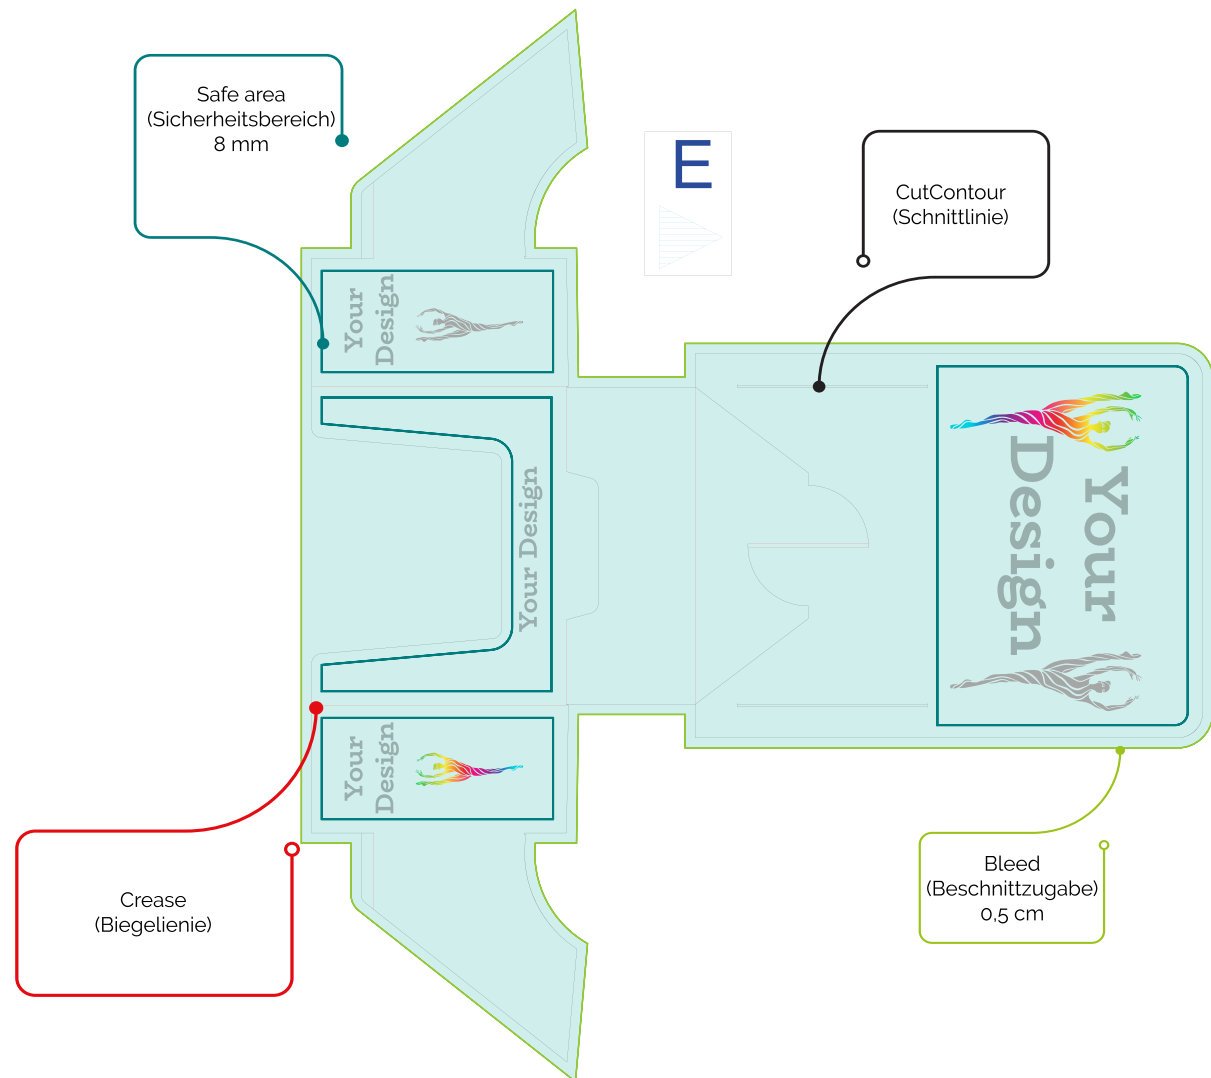 Safe area
(Sicherheitsbereich)
8 mm
E
CutContour
(Schnittlinie)
Your
Design
Your Design
Your
Design
Your
Design
Crease
(Biegelienie)
Bleed
(Beschnittzugabe)
0,5 cm